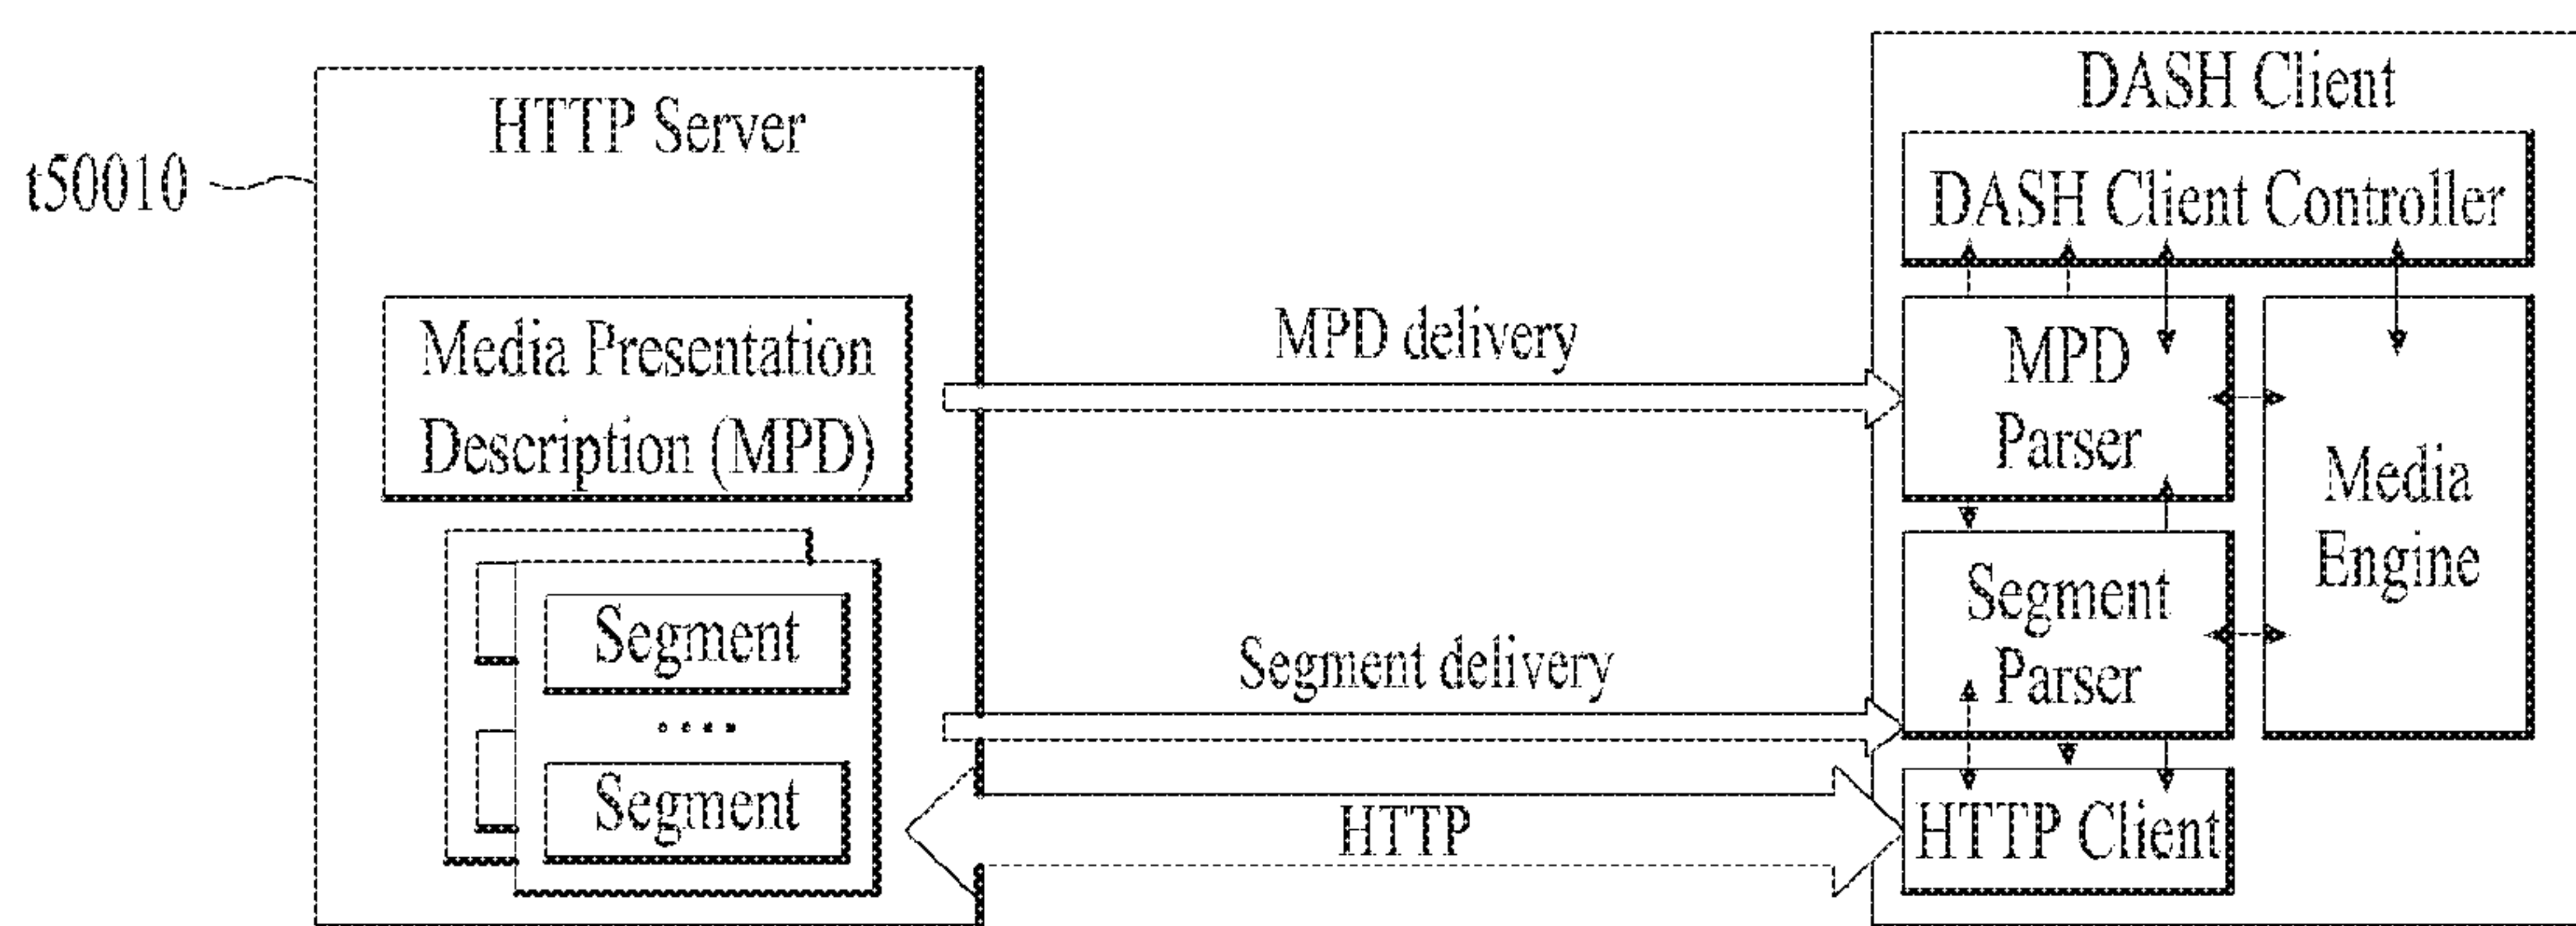 HTTP Server
t50010
Media Presentation
Description (MPD)
Segment
....
Segment
MPD delivery
Segment delivery
HTTP
DASH Client
DASH Client Controller
MPD
Parser
Media
Engine
Segment
Parser
HTTP Client